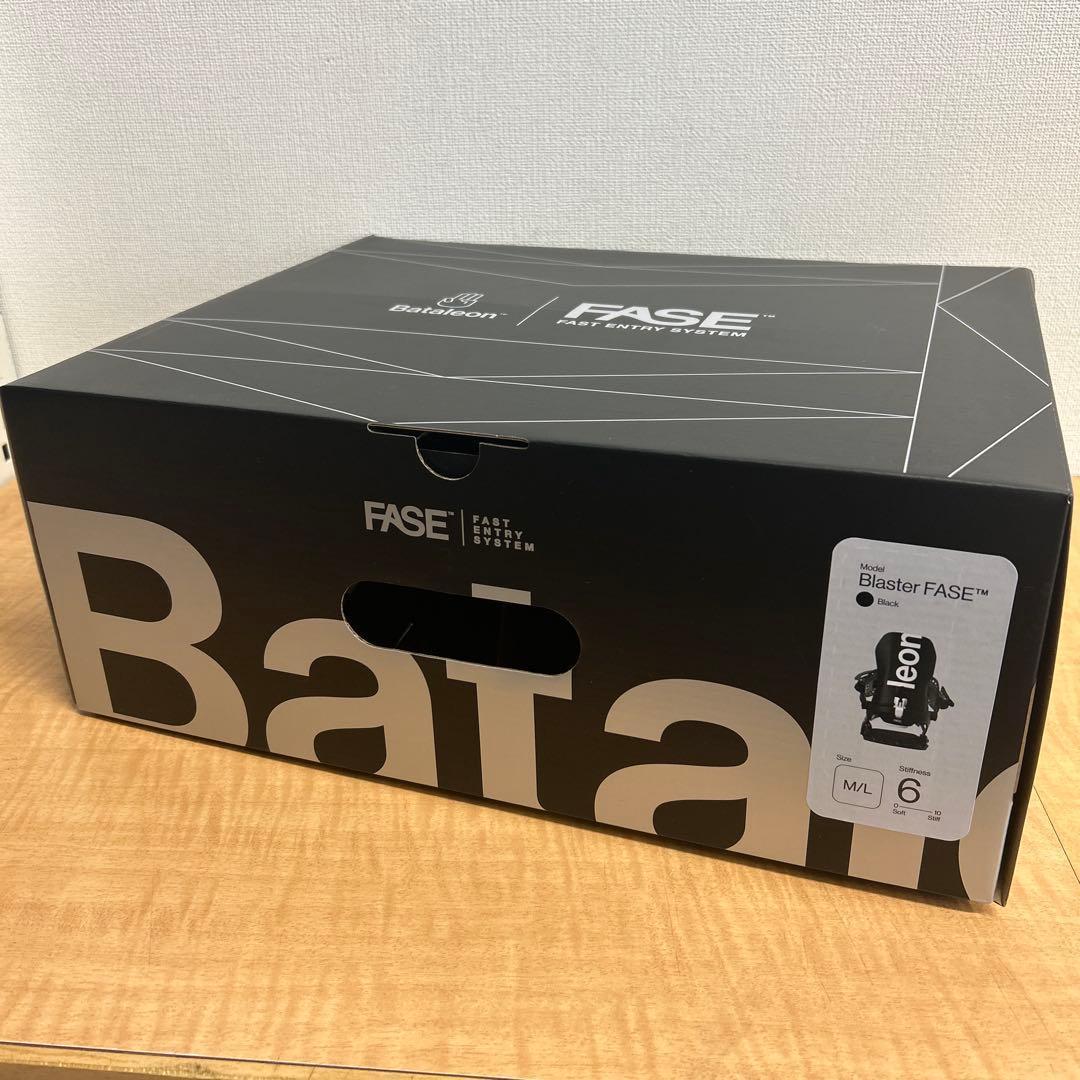 Bataleon™
FASE™
FAST ENTRY SYSTEM
FASE™
FAST
ENTRY
SYSTEM
Batale
Model
Blaster FASE™
Black
leon
Size
M/L
Stiffness
6
0 10
Soft Stiff